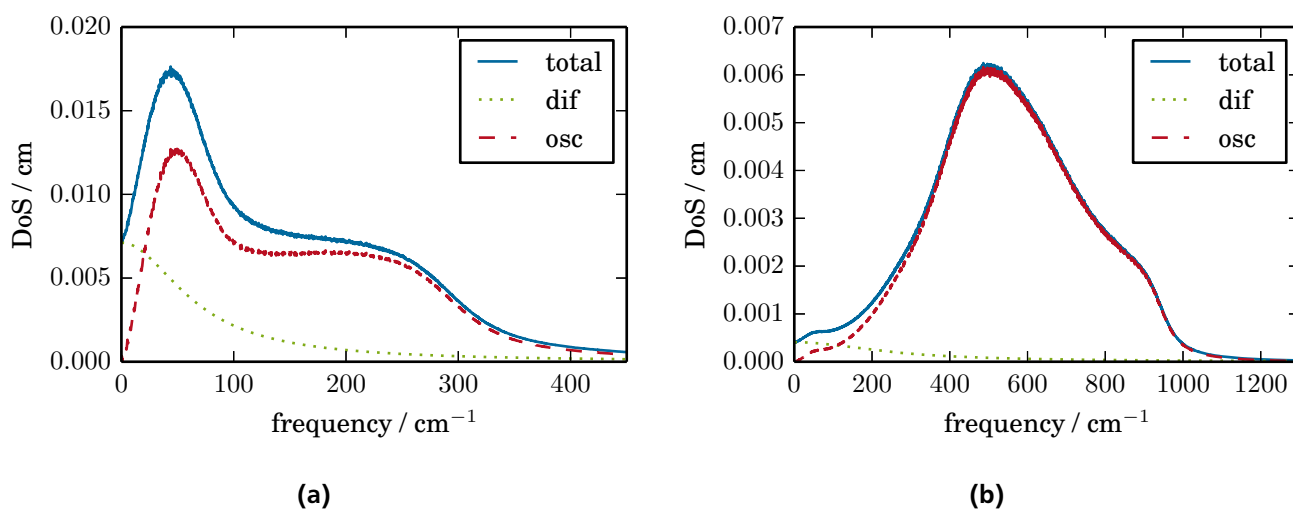 0.020
0.015
0.010
0.005
0.000
DoS / cm
0 100 200 300 400
frequency / cm⁻¹
total
dif
osc
(a)
0.007
0.006
0.005
0.004
0.003
0.002
0.001
0.000
DoS / cm
0 200 400 600 800 1000 1200
frequency / cm⁻¹
total
dif
osc
(b)